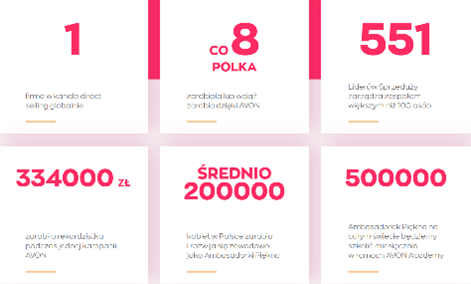 1
firma w kanale direct
selling globalnie
CO 8
POLKA
zarabiała lub wciąż
zarabia dzięki AVON
551
Liderów Sprzedaży
zarządza zespołem
większym niż 100 osób
334000 ZŁ
zarobiła rekordzistka
podczas jednej kampanii
AVON
ŚREDNIO
200000
kobiet w Polsce zarabia
i rozwija się zawodowo
jako Ambasadorki Piękna
500000
Ambasadorek Piękna na
całym świecie będziemy
szkolić miesięcznie
w ramach AVON Academy